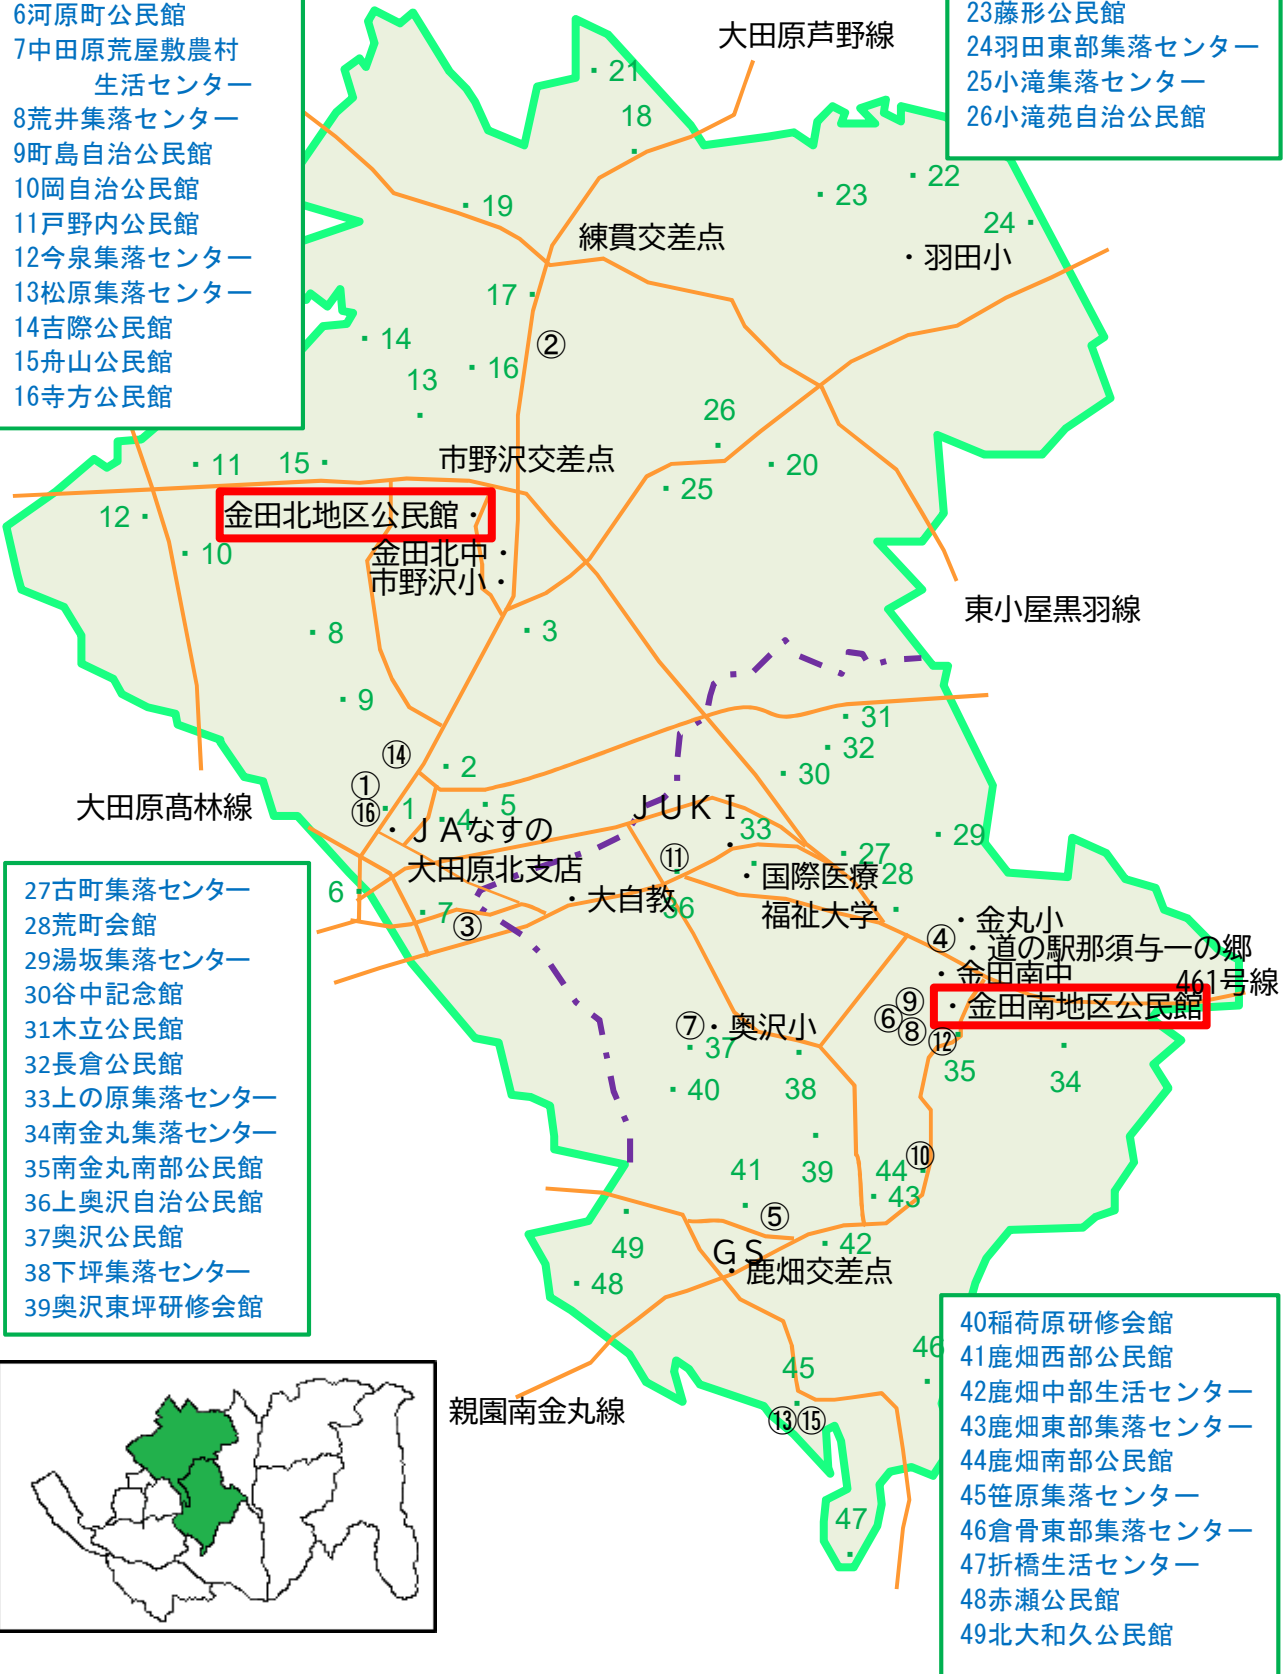 6河原町公民館
7中田原荒屋敷農村
生活センター
8荒井集落センター
9町島自治公民館
10岡自治公民館
11戸野内公民館
12今泉集落センター
13松原集落センター
14吉際公民館
15舟山公民館
16寺方公民館
23藤形公民館
24羽田東部集落センター
25小滝集落センター
26小滝苑自治公民館
大田原芦野線
21
18
22
23
19
24
練貫交差点
・羽田小
17
②
14
16
13
26
市野沢交差点
11
15
20
25
12
金田北地区公民館・
10
金田北中・
市野沢小・
東小屋黒羽線
3
8
9
31
32
⑭
2
30
①
大田原髙林線
⑯
1
4
5
JUKI
・JAなすの
大田原北支店
33
29
27
⑪
・国際医療
福祉大学
28
6
・大自教
36
7
③
・金丸小
④
・道の駅那須与一の郷
・金田南中
461号線
⑨
・金田南地区公民館
⑥
⑧
⑫
⑦
・奥沢小
37
35
34
40
38
41
39
⑩
44
43
⑤
49
42
GS
・鹿畑交差点
48
45
46
親園南金丸線
⑬⑮
47
27古町集落センター
28荒町会館
29湯坂集落センター
30谷中記念館
31木立公民館
32長倉公民館
33上の原集落センター
34南金丸集落センター
35南金丸南部公民館
36上奥沢自治公民館
37奥沢公民館
38下坪集落センター
39奥沢東坪研修会館
40稲荷原研修会館
41鹿畑西部公民館
42鹿畑中部生活センター
43鹿畑東部集落センター
44鹿畑南部公民館
45笹原集落センター
46倉骨東部集落センター
47折橋生活センター
48赤瀬公民館
49北大和久公民館